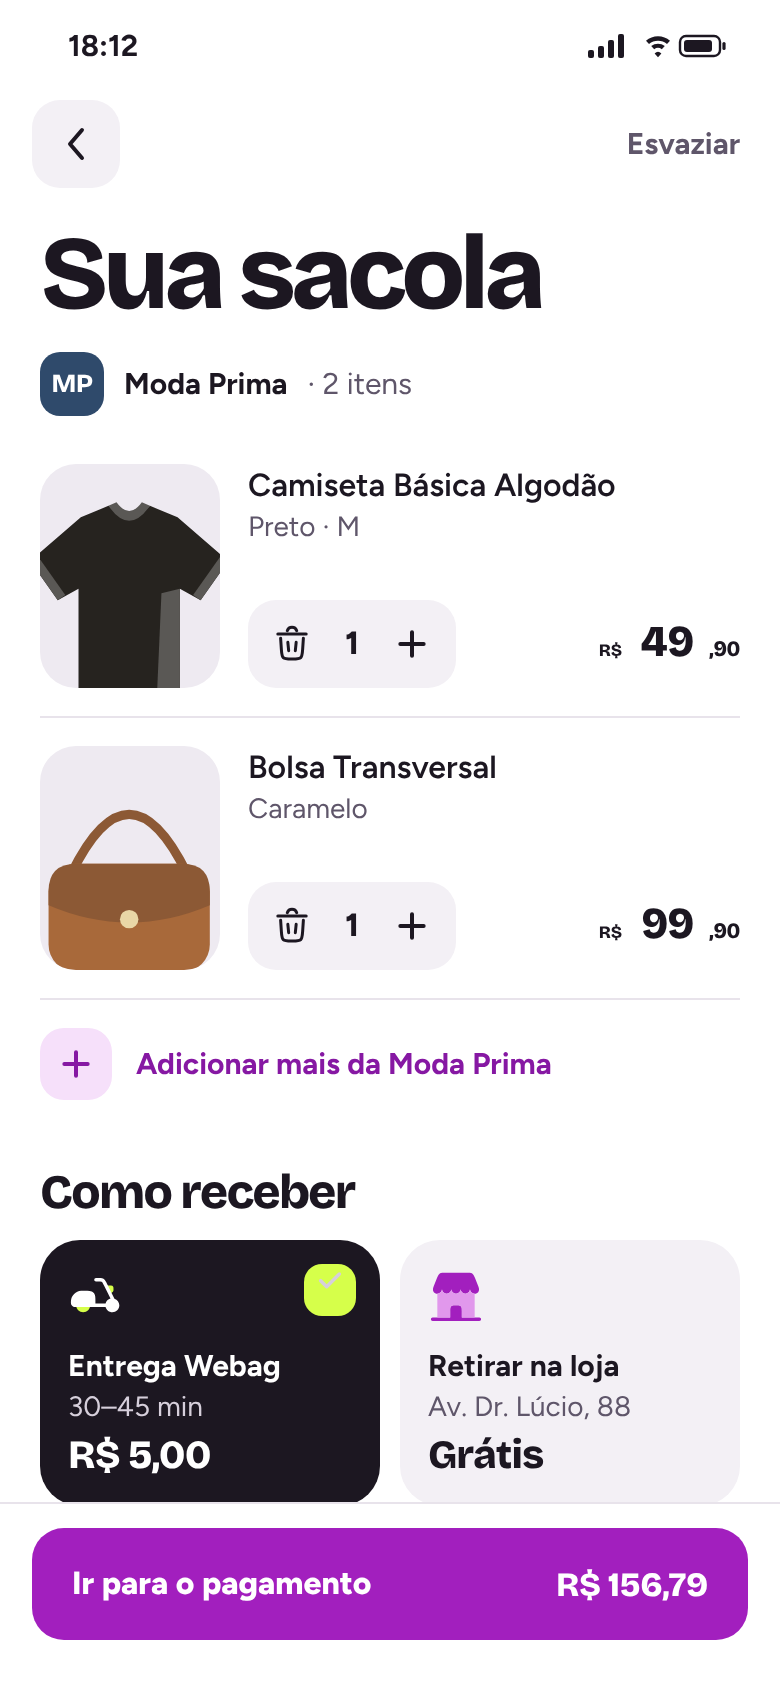 18:12
Esvaziar
Sua sacola
MP Moda Prima · 2 itens
Camiseta Básica Algodão
Preto · M
1 R$ 49 ,90
Bolsa Transversal
Caramelo
1 R$ 99 ,90
Adicionar mais da Moda Prima
Como receber
Entrega Webag
30–45 min
R$ 5,00
Retirar na loja
Av. Dr. Lúcio, 88
Grátis
Ir para o pagamento R$ 156,79